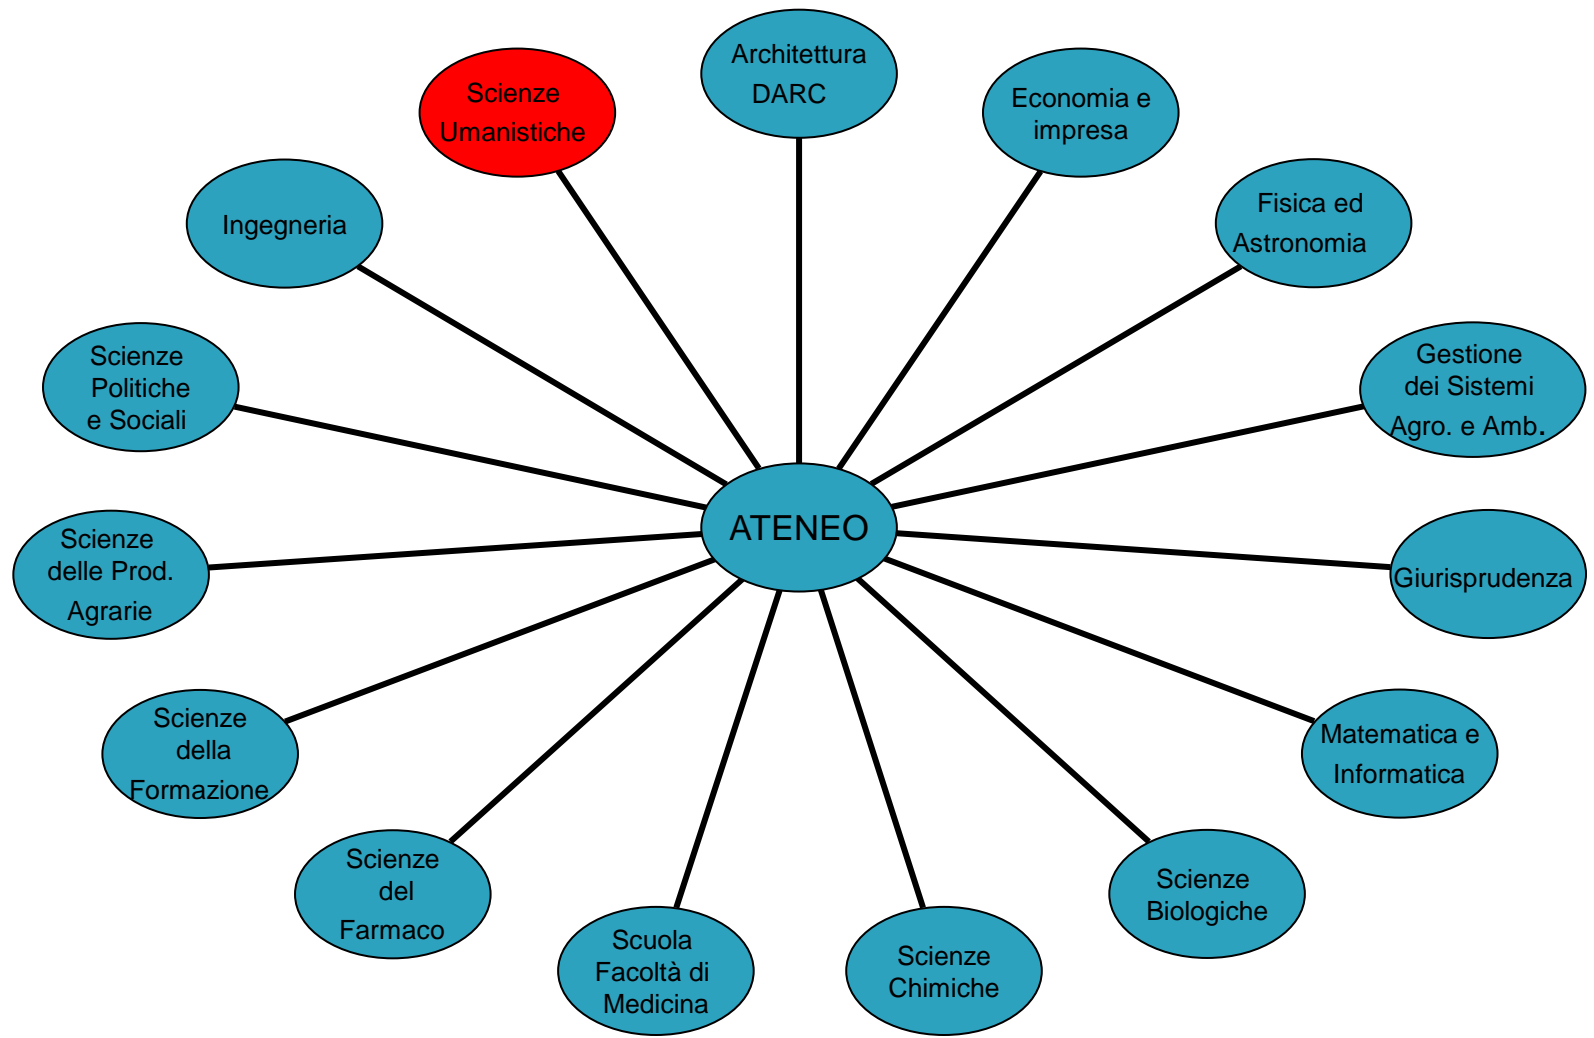 Architettura
DARC
Economia e
impresa
Fisica ed
Astronomia
Gestione
dei Sistemi
Agro. e Amb.
Giurisprudenza
Matematica e
Informatica
Scienze
Biologiche
Scienze
Chimiche
Scuola
Facoltà di
Medicina
Scienze
del
Farmaco
Scienze
della
Formazione
Scienze
delle Prod.
Agrarie
Scienze
Politiche
e Sociali
Ingegneria
Scienze
Umanistiche
ATENEO